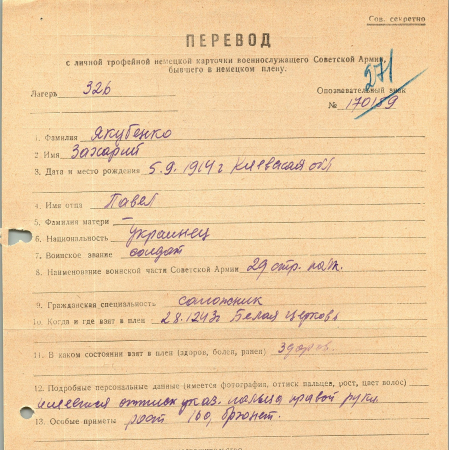 Сов. секретно
ПЕРЕВОД
с личной трофейной немецкой карточки военнослужащего Советской Армии,
бывшего в немецком плену.
271
Лагерь 326 Опознавательный знак
№ 170189
1. Фамилия Якубенко
2. Имя Захарий
3. Дата и место рождения 5.9.1914 г Киевская обл
4. Имя отца Павел
5. Фамилия матери —
6. Национальность украинец
7. Воинское звание солдат
8. Наименование воинской части Советской Армии 29 стр. полк.
9. Гражданская специальность сапожник
10. Когда и где взят в плен 28.12.43г Белая Церковь
11. В каком состоянии взят в плен (здоров, болен, ранен) Здоров.
12. Подробные персональные данные (имеется фотография, оттиск пальцев, рост, цвет волос)
имеется оттиск указ. пальца правой руки
13. Особые приметы рост 160, брюнет.